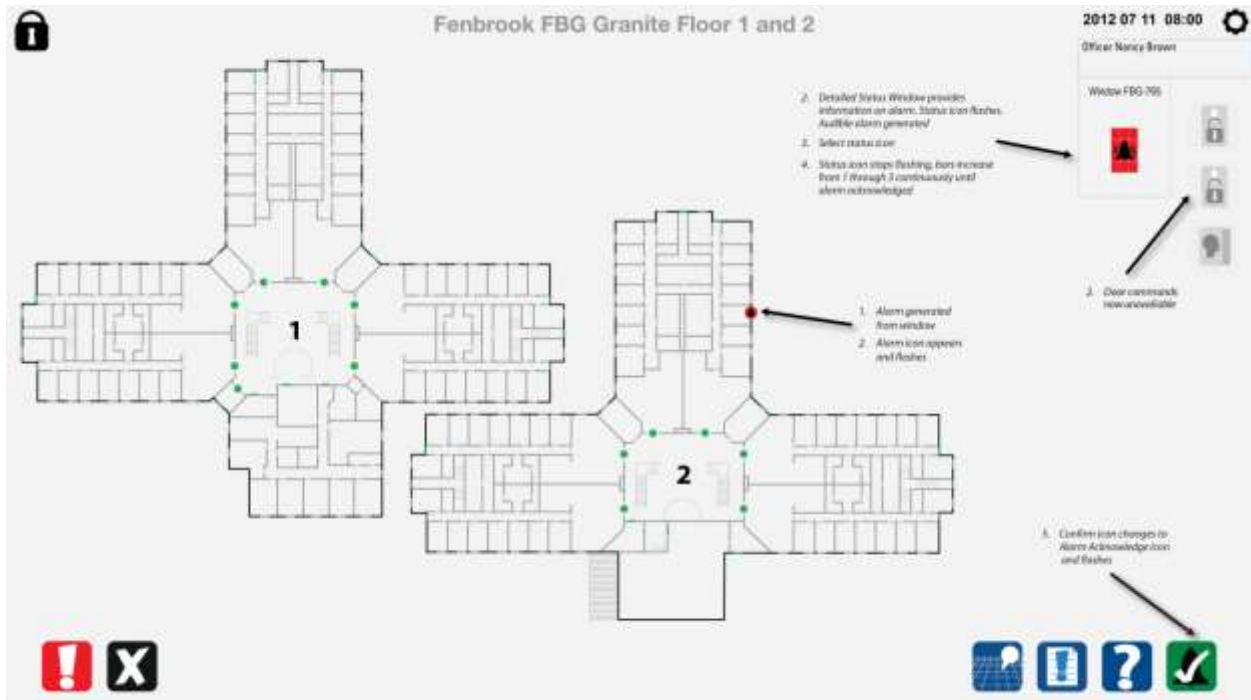 Fenbrook FBG Granite Floor 1 and 2
2012 07 11 08:00
Officer Nancy Brown
Window FBG-766
2. Detailed Status Window provides
information on alarm. Status icon flashes.
Audible alarm generated
3. Select status icon
4. Status icon stops flashing, bars increase
from 1 through 3 continuously until
alarm acknowledged
3. Door commands
now unavailable
1. Alarm generated
from window
2. Alarm icon appears
and flashes
1
2
5. Confirm icon changes to
Alarm Acknowledge icon
and flashes